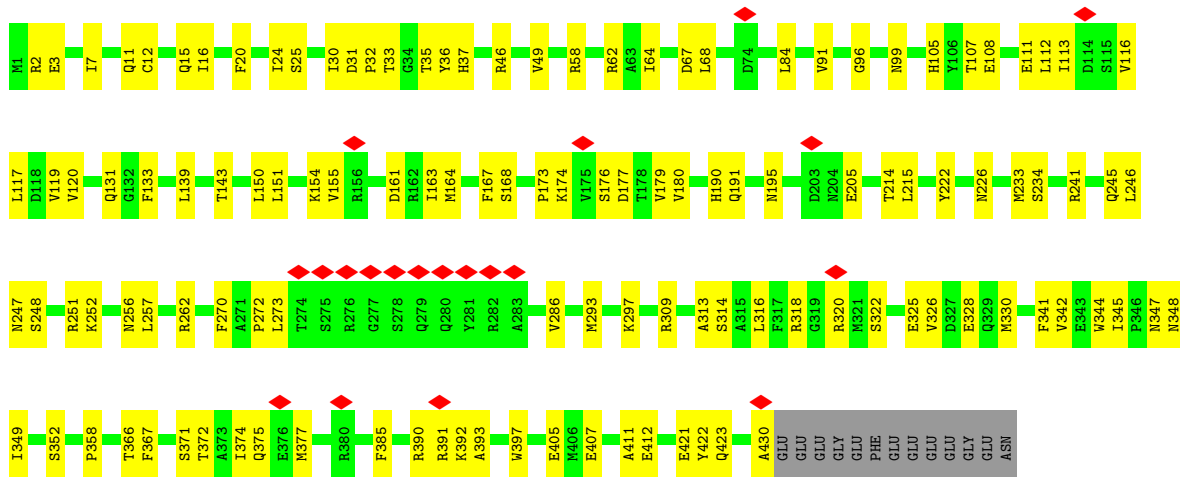 M1 R2 E3 I7 Q11 C12 Q15 I16 F20 I24 S25 I30 D31 P32 T33 G34 T35 Y36 H37 R46 V49 R58 R62 A63 I64 D67 L68 D74 L84 V91 G96 N99 H105 Y106 T107 E108 E111 L112 I113 D114 S115 V116
L117 D118 V119 V120 Q131 G132 F133 L139 T143 L150 L151 K154 V155 R156 D161 R162 I163 M164 F167 S168 P173 K174 V175 S176 D177 T178 V179 V180 H190 Q191 N195 D203 N204 E205 T214 L215 Y222 N226 M233 S234 R241 Q245 L246
N247 S248 R251 K252 N256 L257 R262 F270 A271 P272 L273 T274 S275 R276 G277 S278 Q279 Q280 Y281 R282 A283 V286 M293 K297 R309 A313 S314 A315 L316 F317 R318 G319 R320 M321 S322 E325 V326 D327 E328 Q329 M330 F341 V342 E343 W344 I345 P346 N347 N348
I349 S352 P358 T366 F367 S371 T372 A373 I374 Q375 E376 M377 R380 F385 R390 R391 K392 A393 W397 E405 M406 E407 A411 E412 E421 Y422 Q423 A430 GLU GLU GLU GLY GLU PHE GLU GLU GLU GLU GLY GLU ASN